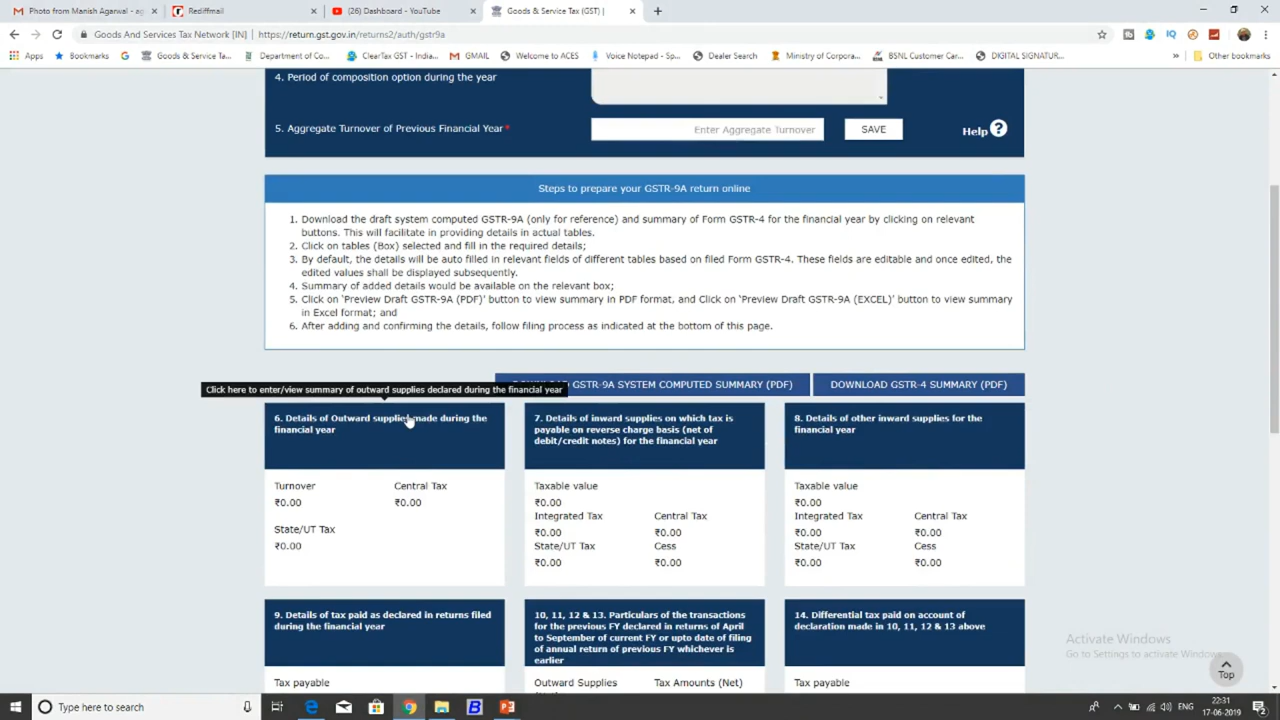 Photo from Manish Agarwal - ag
Rediffmail
(26) Dashboard - YouTube
Goods & Service Tax (GST) |
Goods And Services Tax Network [IN] | https://return.gst.gov.in/returns2/auth/gstr9a
Apps
Bookmarks
Goods & Service Ta...
Department of Co...
ClearTax GST - India...
GMAIL
Welcome to ACES
Voice Notepad - Sp...
Dealer Search
Ministry of Corpora...
BSNL Customer Car...
DIGITAL SIGNATUR...
Other bookmarks
4. Period of composition option during the year
5. Aggregate Turnover of Previous Financial Year*
Enter Aggregate Turnover
SAVE
Help ?
Steps to prepare your GSTR-9A return online
1. Download the draft system computed GSTR-9A (only for reference) and summary of Form GSTR-4 for the financial year by clicking on relevant
buttons. This will facilitate in providing details in actual tables.
2. Click on tables (Box) selected and fill in the required details;
3. By default, the details will be auto filled in relevant fields of different tables based on filed Form GSTR-4. These fields are editable and once edited, the
edited values shall be displayed subsequently.
4. Summary of added details would be available on the relevant box;
5. Click on 'Preview Draft GSTR-9A (PDF)' button to view summary in PDF format, and Click on 'Preview Draft GSTR-9A (EXCEL)' button to view summary
in Excel format; and
6. After adding and confirming the details, follow filing process as indicated at the bottom of this page.
Click here to enter/view summary of outward supplies declared during the financial year
GSTR-9A SYSTEM COMPUTED SUMMARY (PDF)
DOWNLOAD GSTR-4 SUMMARY (PDF)
6. Details of Outward supplies made during the
financial year
Turnover Central Tax
₹0.00 ₹0.00
State/UT Tax
₹0.00
7. Details of inward supplies on which tax is
payable on reverse charge basis (net of
debit/credit notes) for the financial year
Taxable value
₹0.00
Integrated Tax Central Tax
₹0.00 ₹0.00
State/UT Tax Cess
₹0.00 ₹0.00
8. Details of other inward supplies for the
financial year
Taxable value
₹0.00
Integrated Tax Central Tax
₹0.00 ₹0.00
State/UT Tax Cess
₹0.00 ₹0.00
9. Details of tax paid as declared in returns filed
during the financial year
Tax payable
10, 11, 12 & 13. Particulars of the transactions
for the previous FY declared in returns of April
to September of current FY or upto date of filing
of annual return of previous FY whichever is
earlier
Outward Supplies Tax Amounts (Net)
14. Differential tax paid on account of
declaration made in 10, 11, 12 & 13 above
Tax payable
Activate Windows
Go to Settings to activate Windows.
Top
Type here to search
ENG
22:31
17-06-2019
2